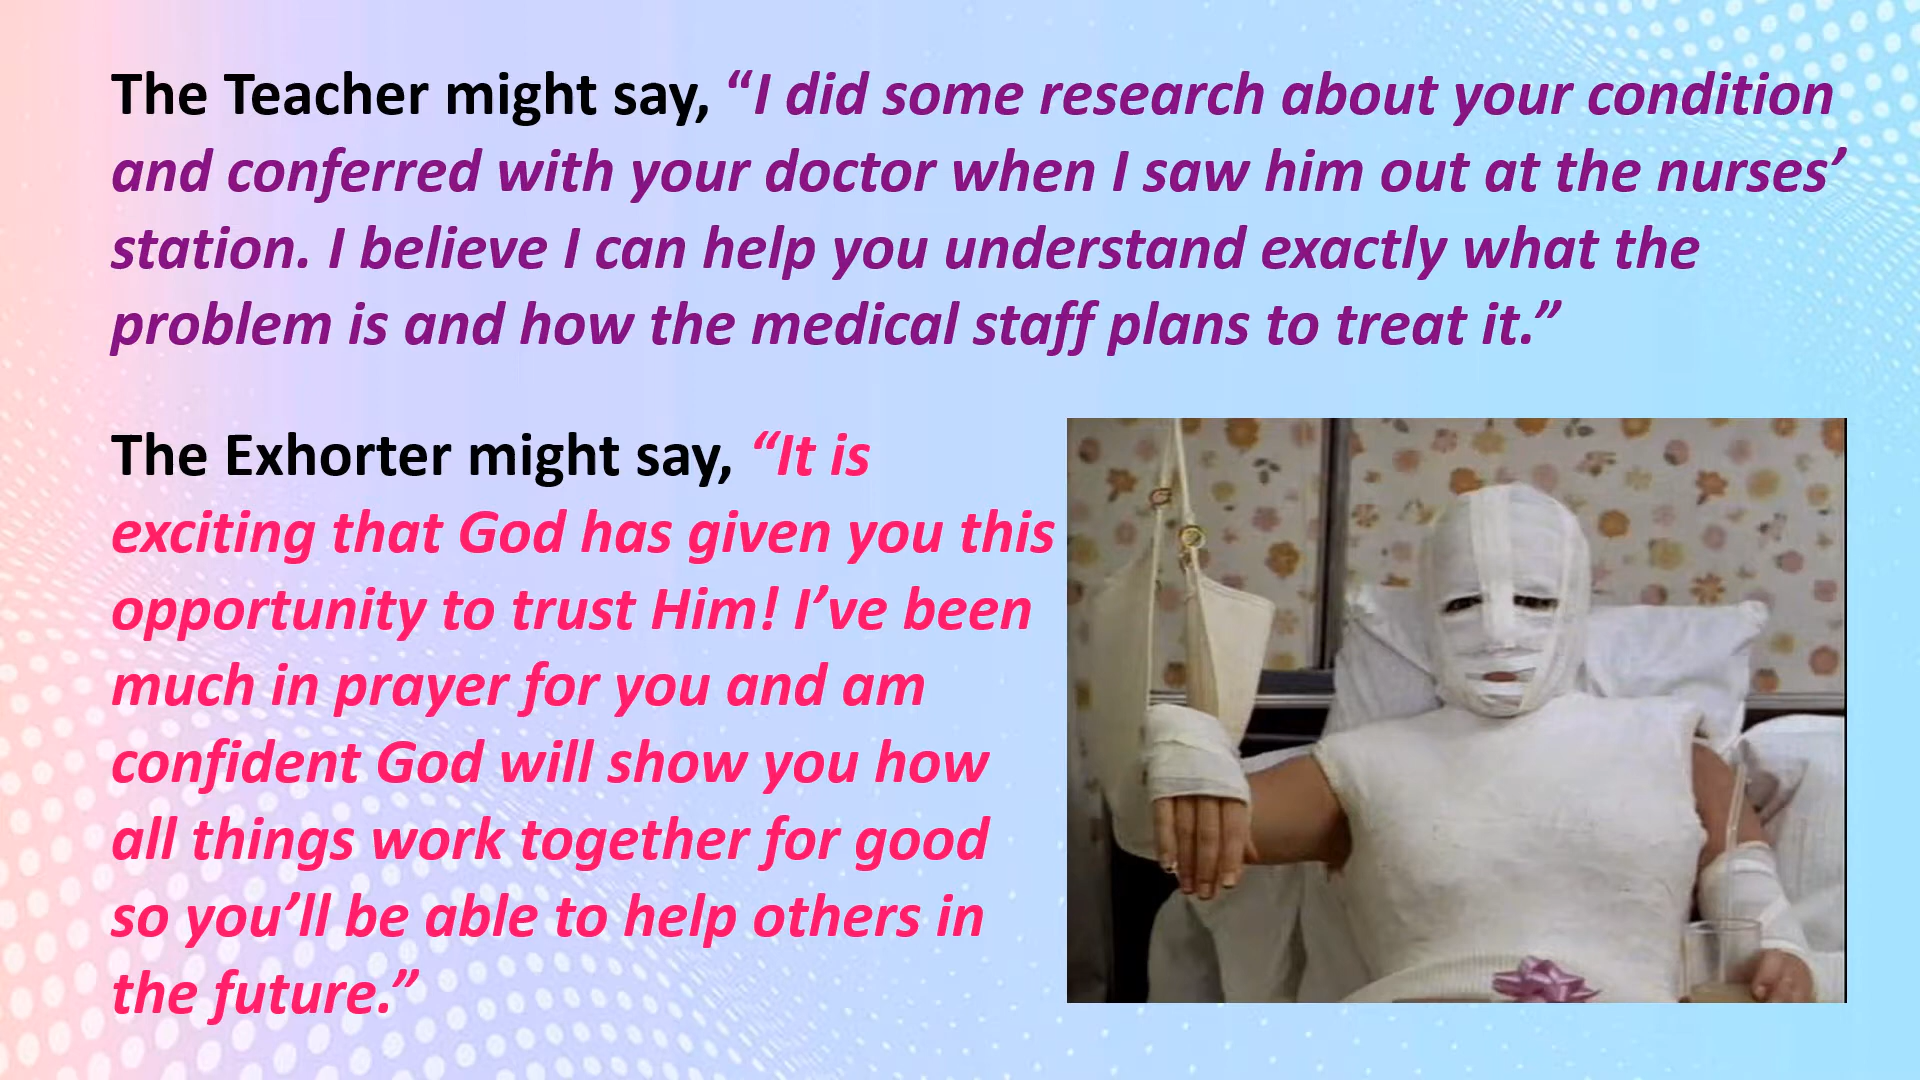 The Teacher might say, “I did some research about your condition
and conferred with your doctor when I saw him out at the nurses’
station. I believe I can help you understand exactly what the
problem is and how the medical staff plans to treat it.”
The Exhorter might say, “It is
exciting that God has given you this
opportunity to trust Him! I’ve been
much in prayer for you and am
confident God will show you how
all things work together for good
so you’ll be able to help others in
the future.”